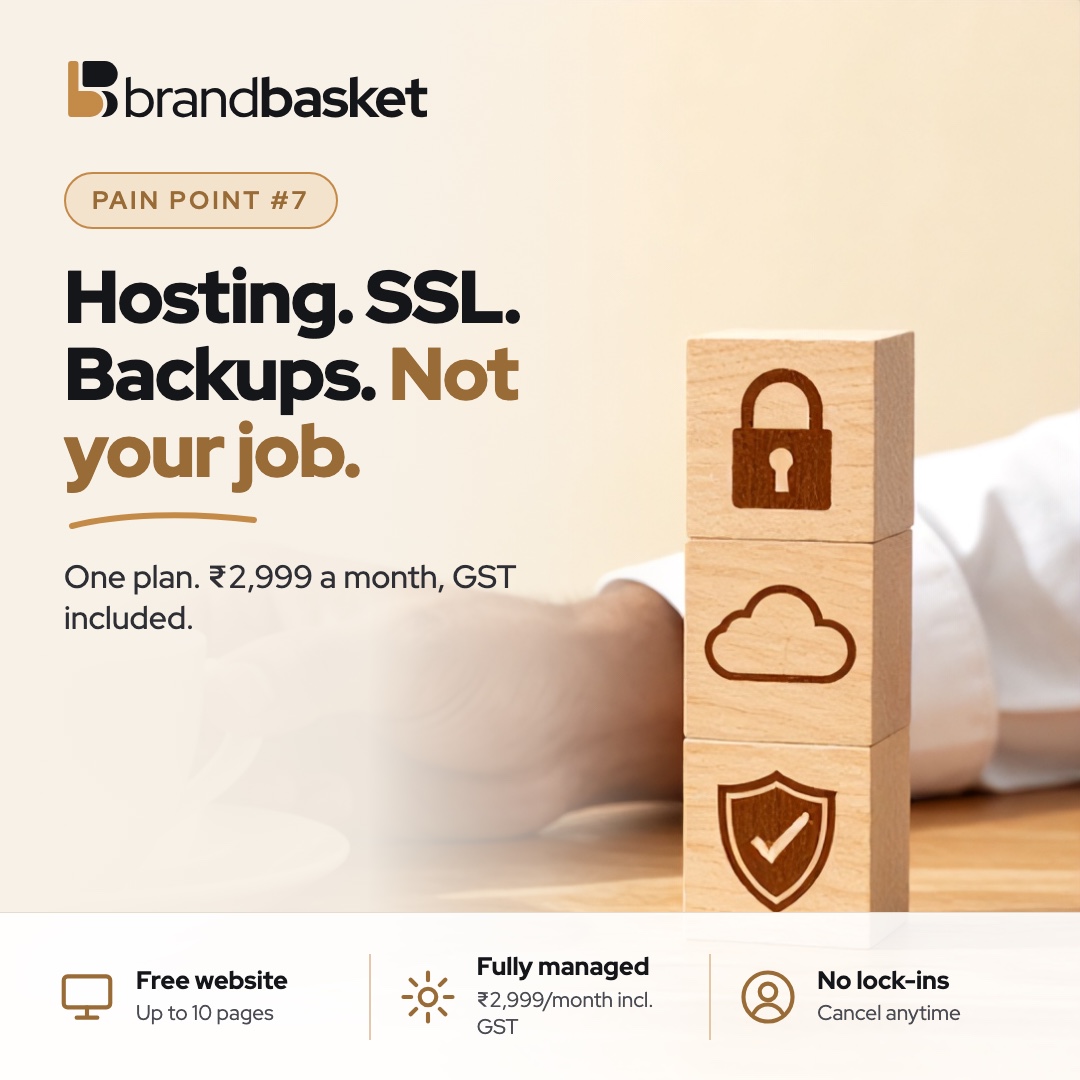 brandbasket
PAIN POINT #7
Hosting. SSL.
Backups. Not
your job.
One plan. ₹2,999 a month, GST
included.
Free website
Up to 10 pages
Fully managed
₹2,999/month incl.
GST
No lock-ins
Cancel anytime